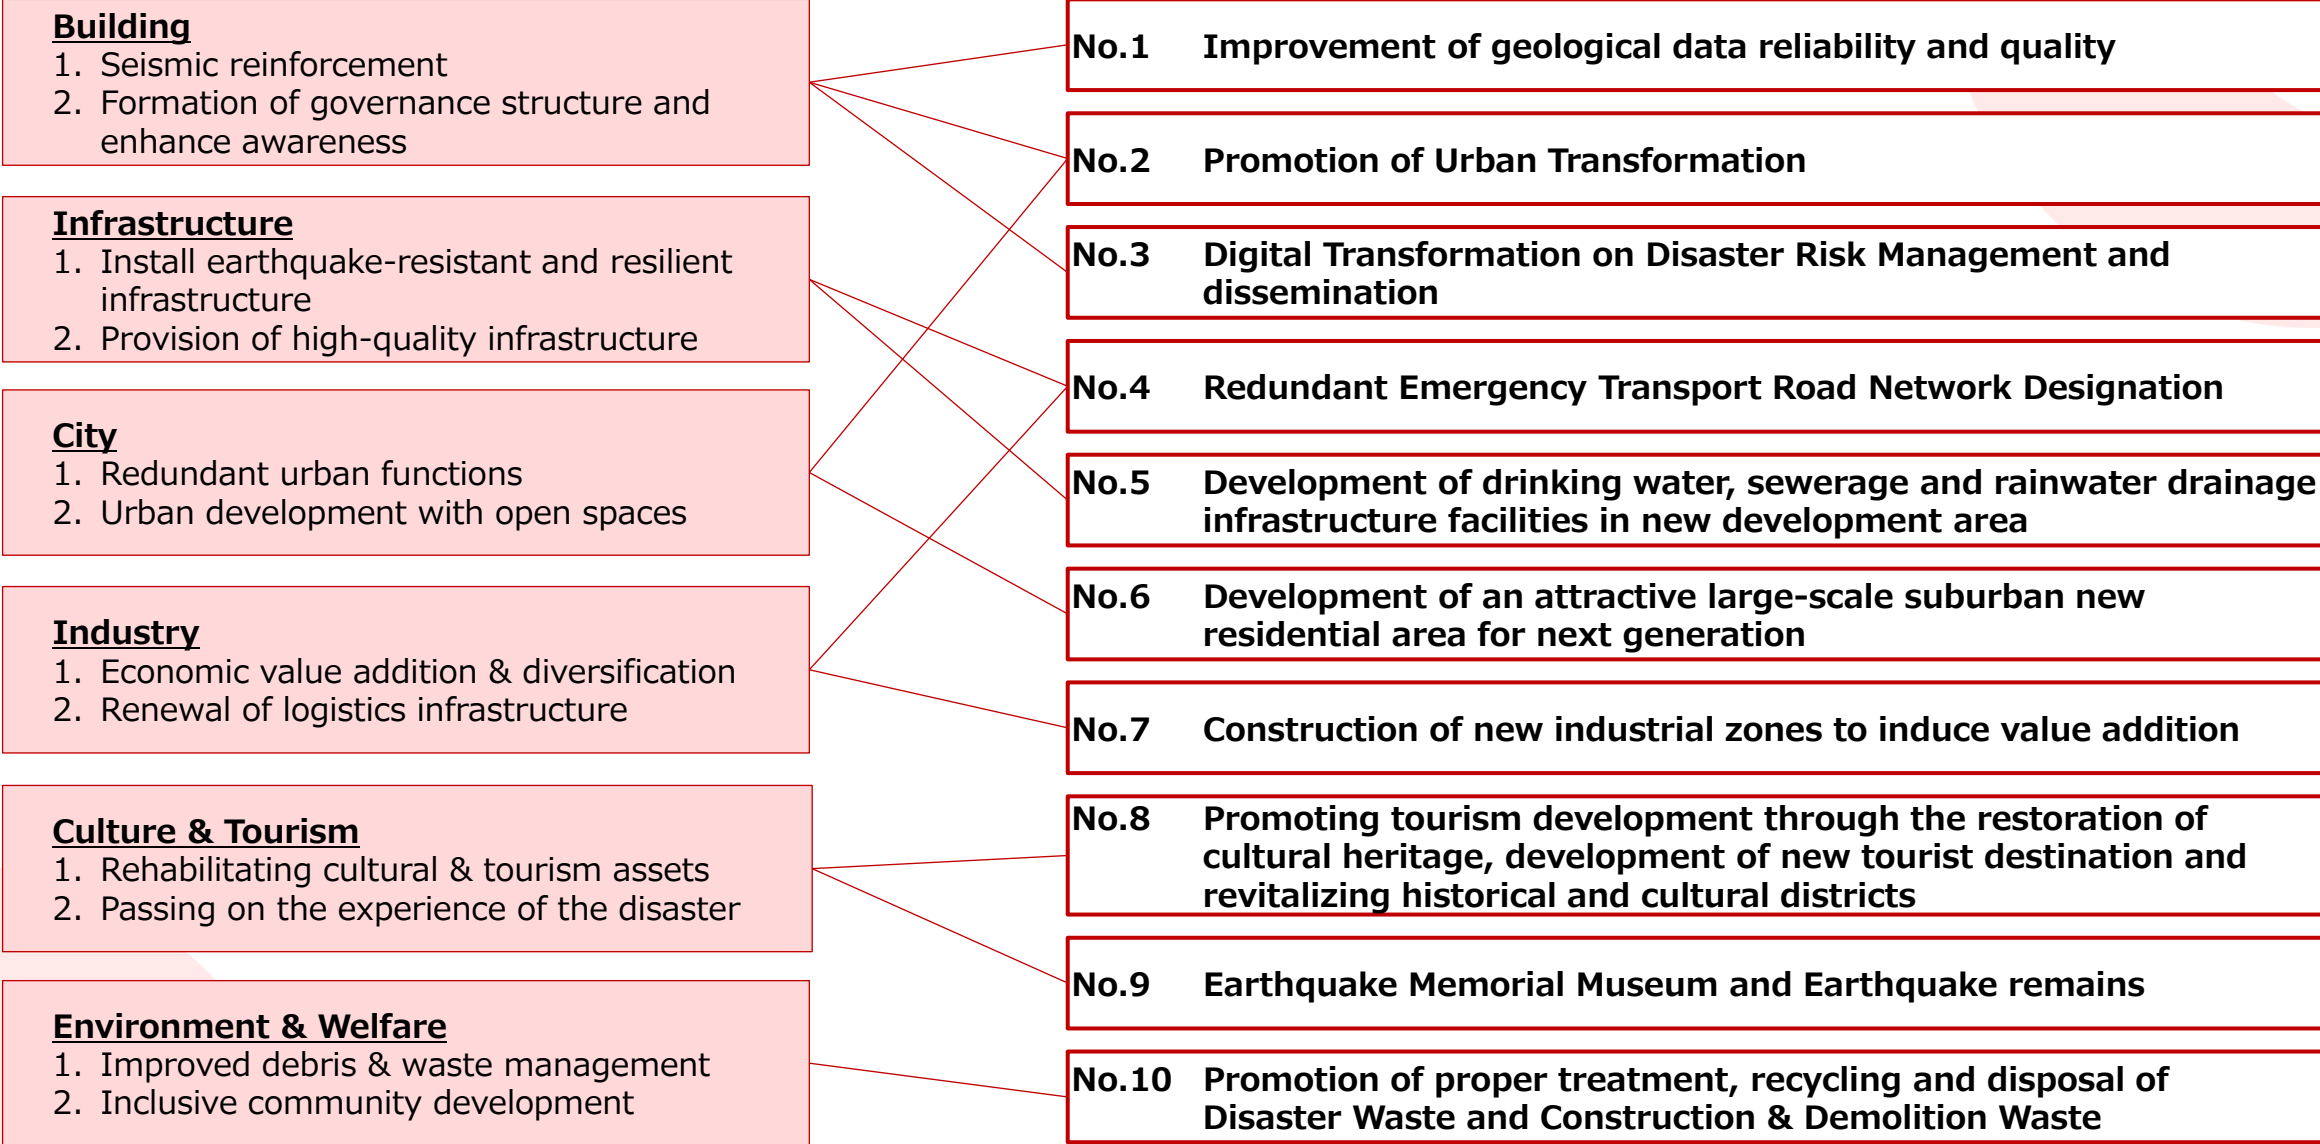 Building
1. Seismic reinforcement
2. Formation of governance structure and
enhance awareness
Infrastructure
1. Install earthquake-resistant and resilient
infrastructure
2. Provision of high-quality infrastructure
City
1. Redundant urban functions
2. Urban development with open spaces
Industry
1. Economic value addition & diversification
2. Renewal of logistics infrastructure
Culture & Tourism
1. Rehabilitating cultural & tourism assets
2. Passing on the experience of the disaster
Environment & Welfare
1. Improved debris & waste management
2. Inclusive community development
No.1 Improvement of geological data reliability and quality
No.2 Promotion of Urban Transformation
No.3 Digital Transformation on Disaster Risk Management and
dissemination
No.4 Redundant Emergency Transport Road Network Designation
No.5 Development of drinking water, sewerage and rainwater drainage
infrastructure facilities in new development area
No.6 Development of an attractive large-scale suburban new
residential area for next generation
No.7 Construction of new industrial zones to induce value addition
No.8 Promoting tourism development through the restoration of
cultural heritage, development of new tourist destination and
revitalizing historical and cultural districts
No.9 Earthquake Memorial Museum and Earthquake remains
No.10 Promotion of proper treatment, recycling and disposal of
Disaster Waste and Construction & Demolition Waste